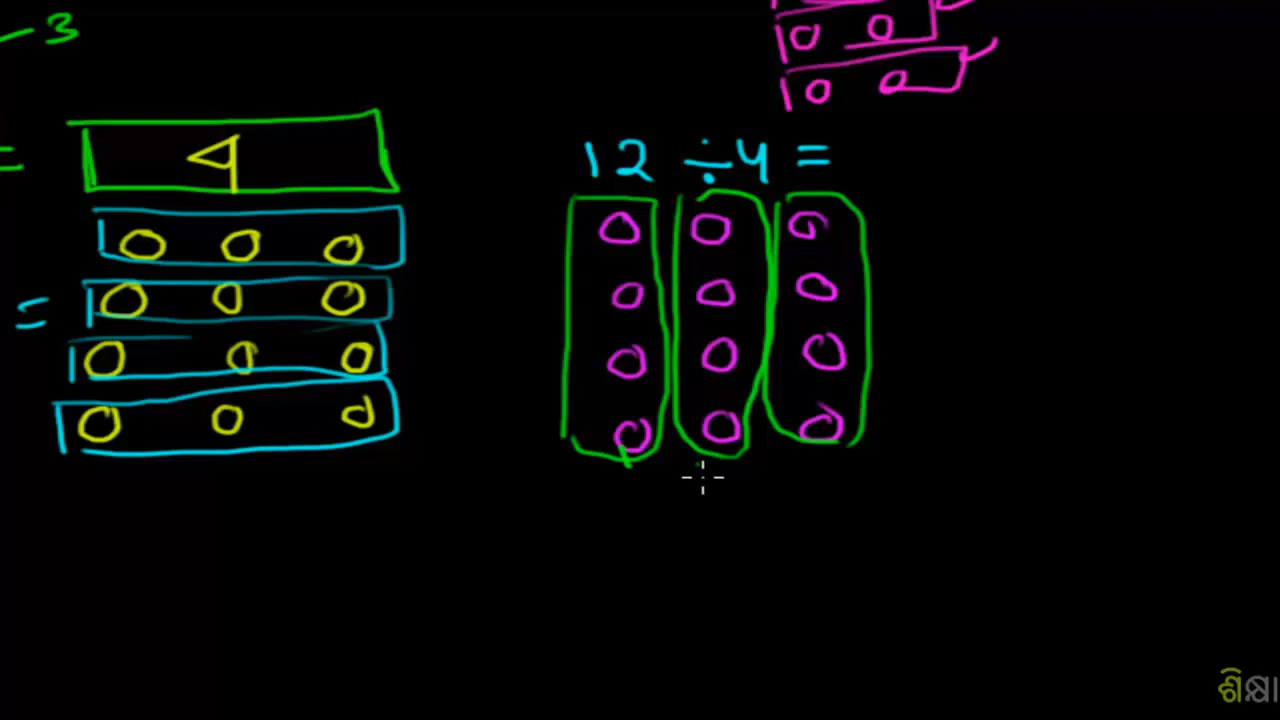 - 3
=
4
12 ÷ 4 =
=
ଶିକ୍ଷା